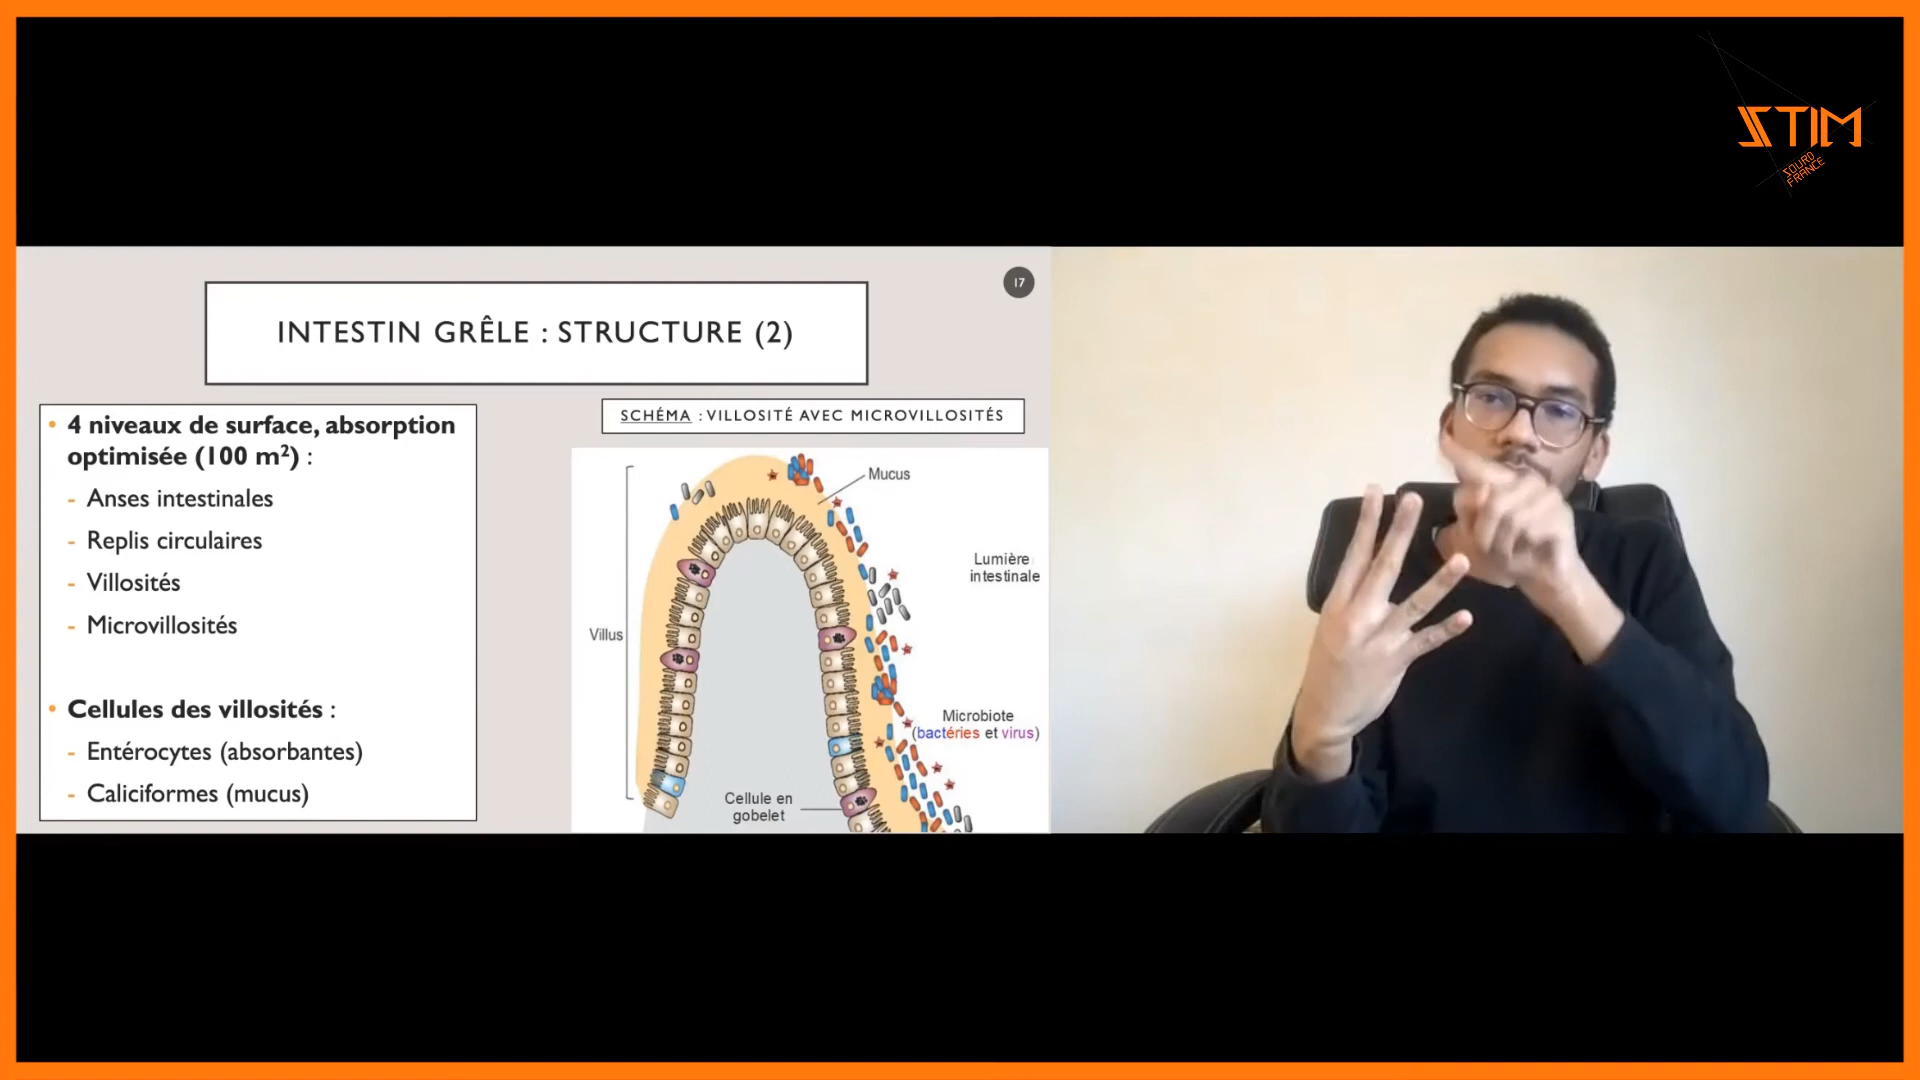 STIM
SOURD
FRANCE
17
INTESTIN GRÊLE : STRUCTURE (2)
• 4 niveaux de surface, absorption
optimisée (100 m²) :
- Anses intestinales
- Replis circulaires
- Villosités
- Microvillosités
• Cellules des villosités :
- Entérocytes (absorbantes)
- Caliciformes (mucus)
SCHÉMA : VILLOSITÉ AVEC MICROVILLOSITÉS
Mucus
Lumière
intestinale
Villus
Microbiote
(bactéries et virus)
Cellule en
gobelet